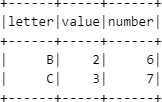 +------+-----+------+
|letter|value|number|
+------+-----+------+
|     B|    2|     6|
|     C|    3|     7|
+------+-----+------+